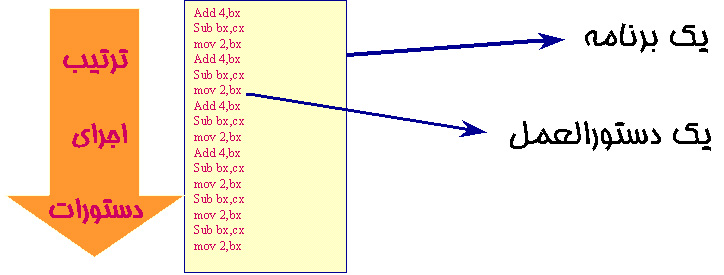 ترتیب
اجرای
دستورات
Add 4,bx
Sub bx,cx
mov 2,bx
Add 4,bx
Sub bx,cx
mov 2,bx
Add 4,bx
Sub bx,cx
mov 2,bx
Add 4,bx
Sub bx,cx
mov 2,bx
Sub bx,cx
mov 2,bx
Sub bx,cx
mov 2,bx
یک برنامه
یک دستورالعمل